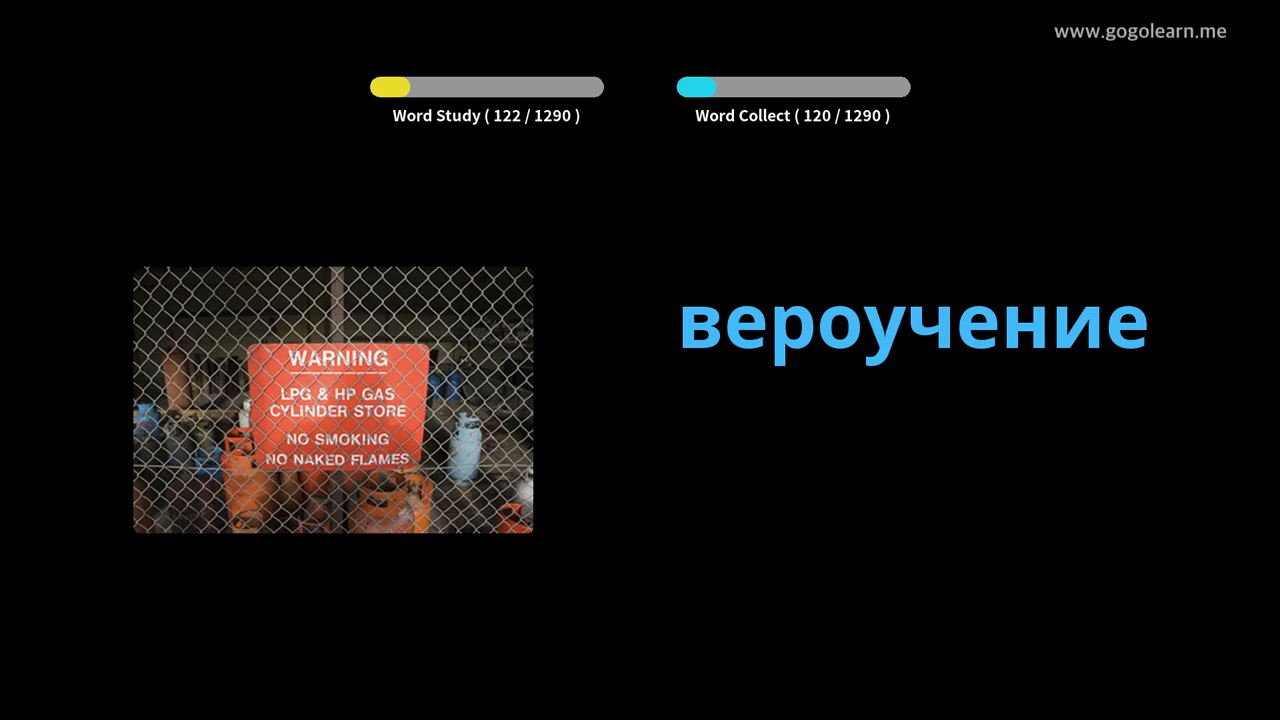 www.gogolearn.me
Word Study ( 122 / 1290 )
Word Collect ( 120 / 1290 )
вероучение
WARNING
LPG & HP GAS
CYLINDER STORE
NO SMOKING
NO NAKED FLAMES